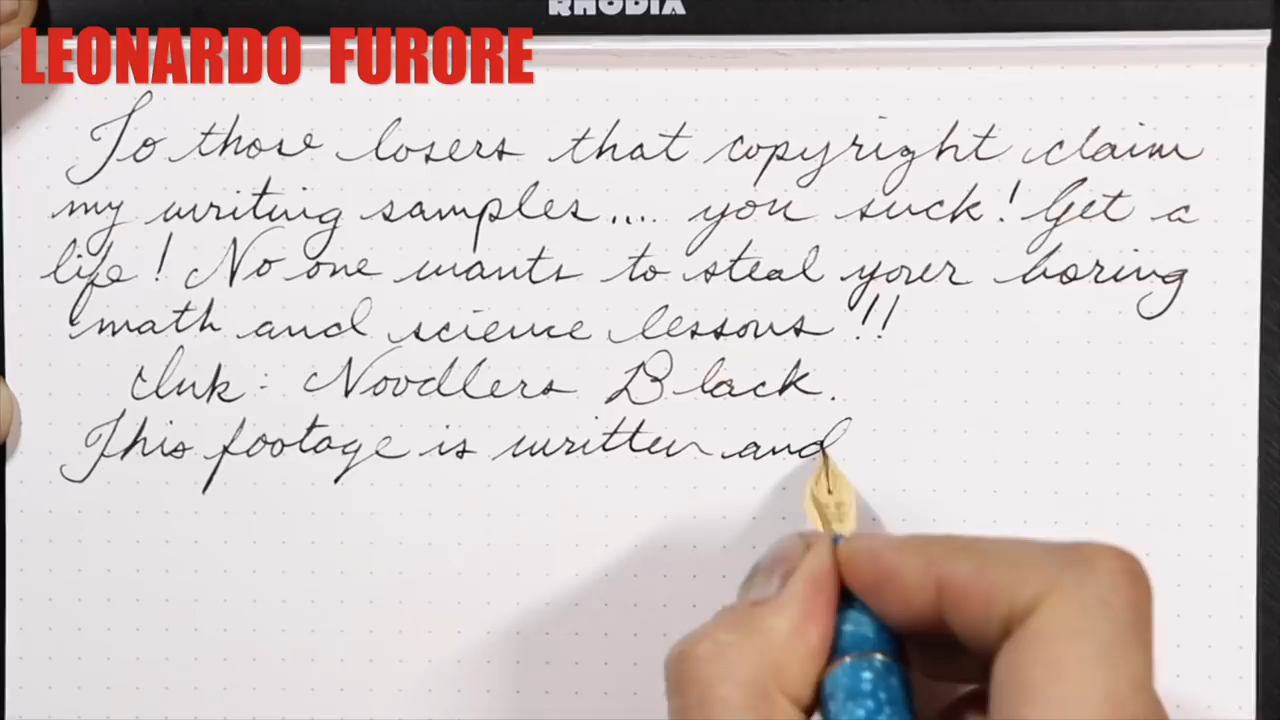 RHODIA
LEONARDO FURORE
To those losers that copyright claim
my writing samples.... you suck! Get a
life! No one wants to steal your boring
math and science lessons!!
Ink: Noodlers Black.
This footage is written and